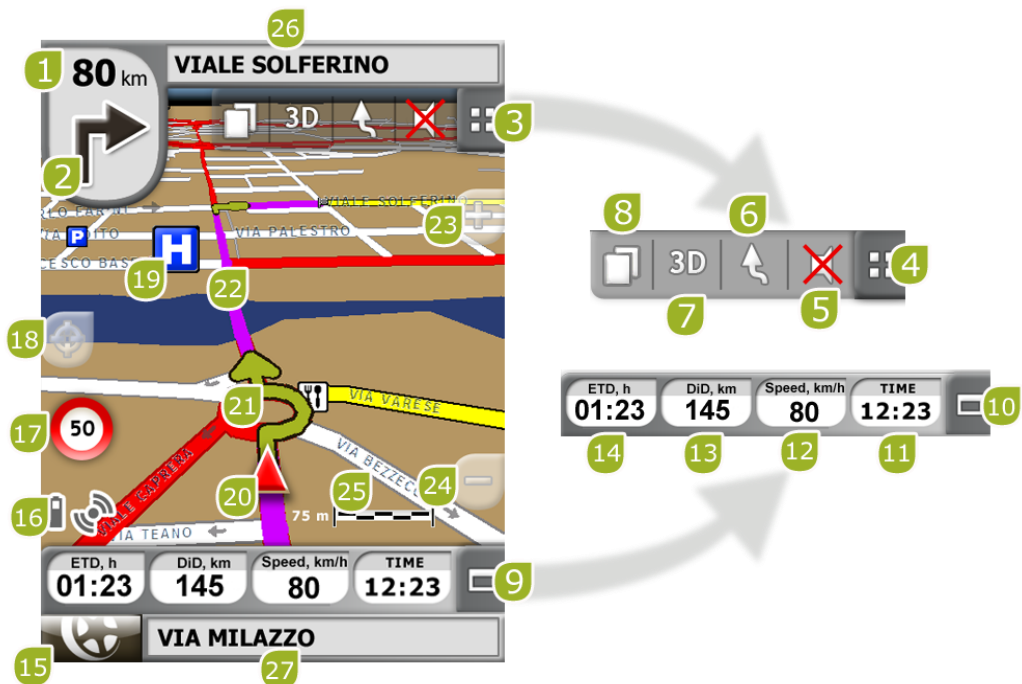 26
1
80 km
VIALE SOLFERINO
3D
3
2
VIALE SOLFERINO
23
P
VIA PALESTRO
H
19
22
18
17
50
21
VIA VARESE
20
VIA BEZZECCA
25
24
75 m
16
VIALE CAPRERA
VIA TEANO
ETD, h
01:23
DiD, km
145
Speed, km/h
80
TIME
12:23
9
15
VIA MILAZZO
27
8
6
3D
4
7
5
ETD, h
01:23
DiD, km
145
Speed, km/h
80
TIME
12:23
10
14
13
12
11